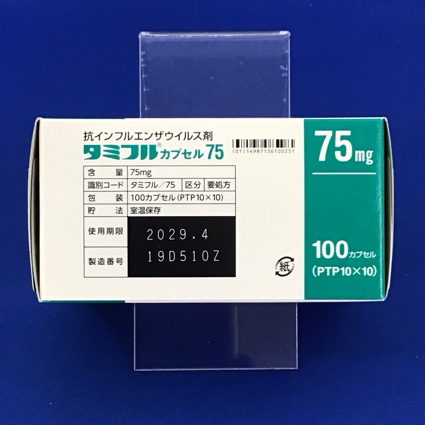 抗インフルエンザウイルス剤
タミフル®カプセル75
(01)14987136100251
含 量 75mg
識別コード タミフル/75 区分 要処方
包 装 100カプセル(PTP10×10)
貯 法 室温保存
使用期限 2029.4
製造番号 19D510Z
紙
75mg
100カプセル
(PTP10×10)